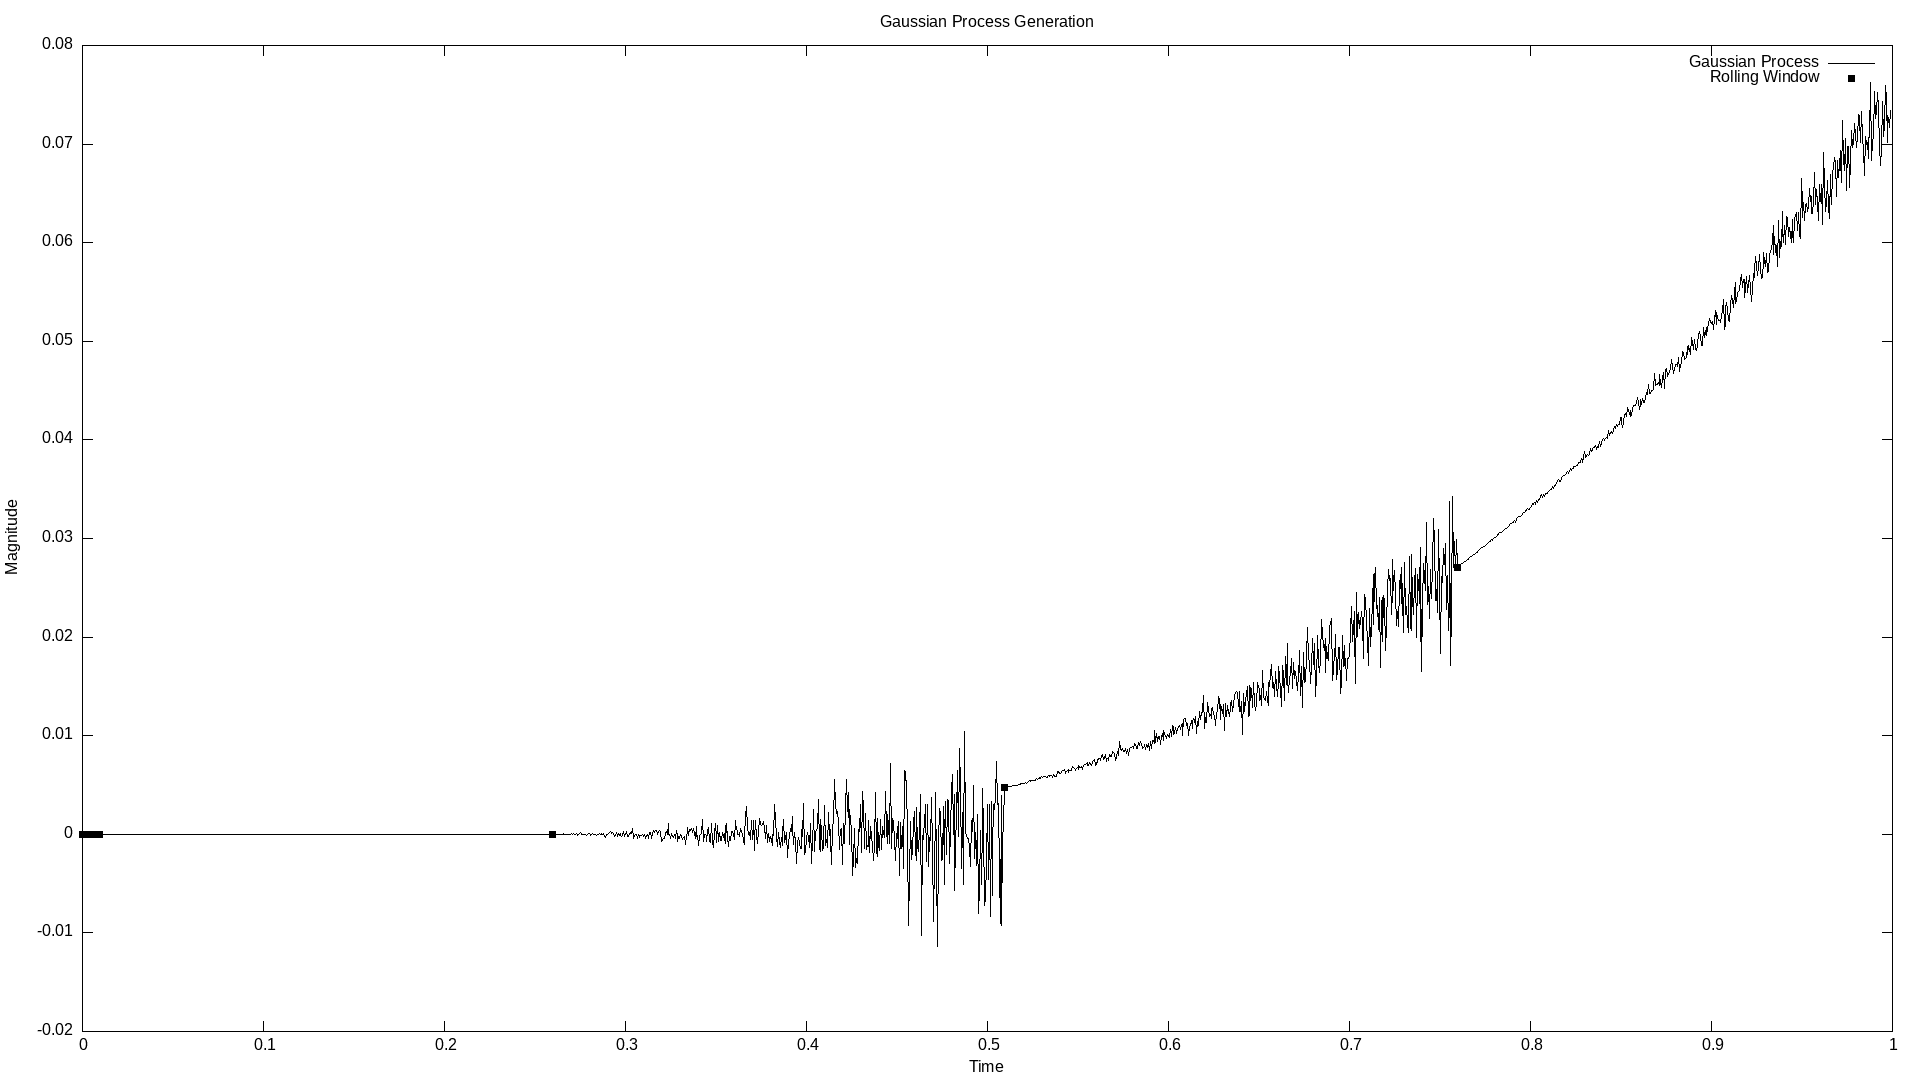 Gaussian Process Generation
Gaussian Process
Rolling Window
0.08
0.07
0.06
0.05
0.04
0.03
0.02
0.01
0
-0.01
-0.02
Magnitude
0 0.1 0.2 0.3 0.4 0.5 0.6 0.7 0.8 0.9 1
Time